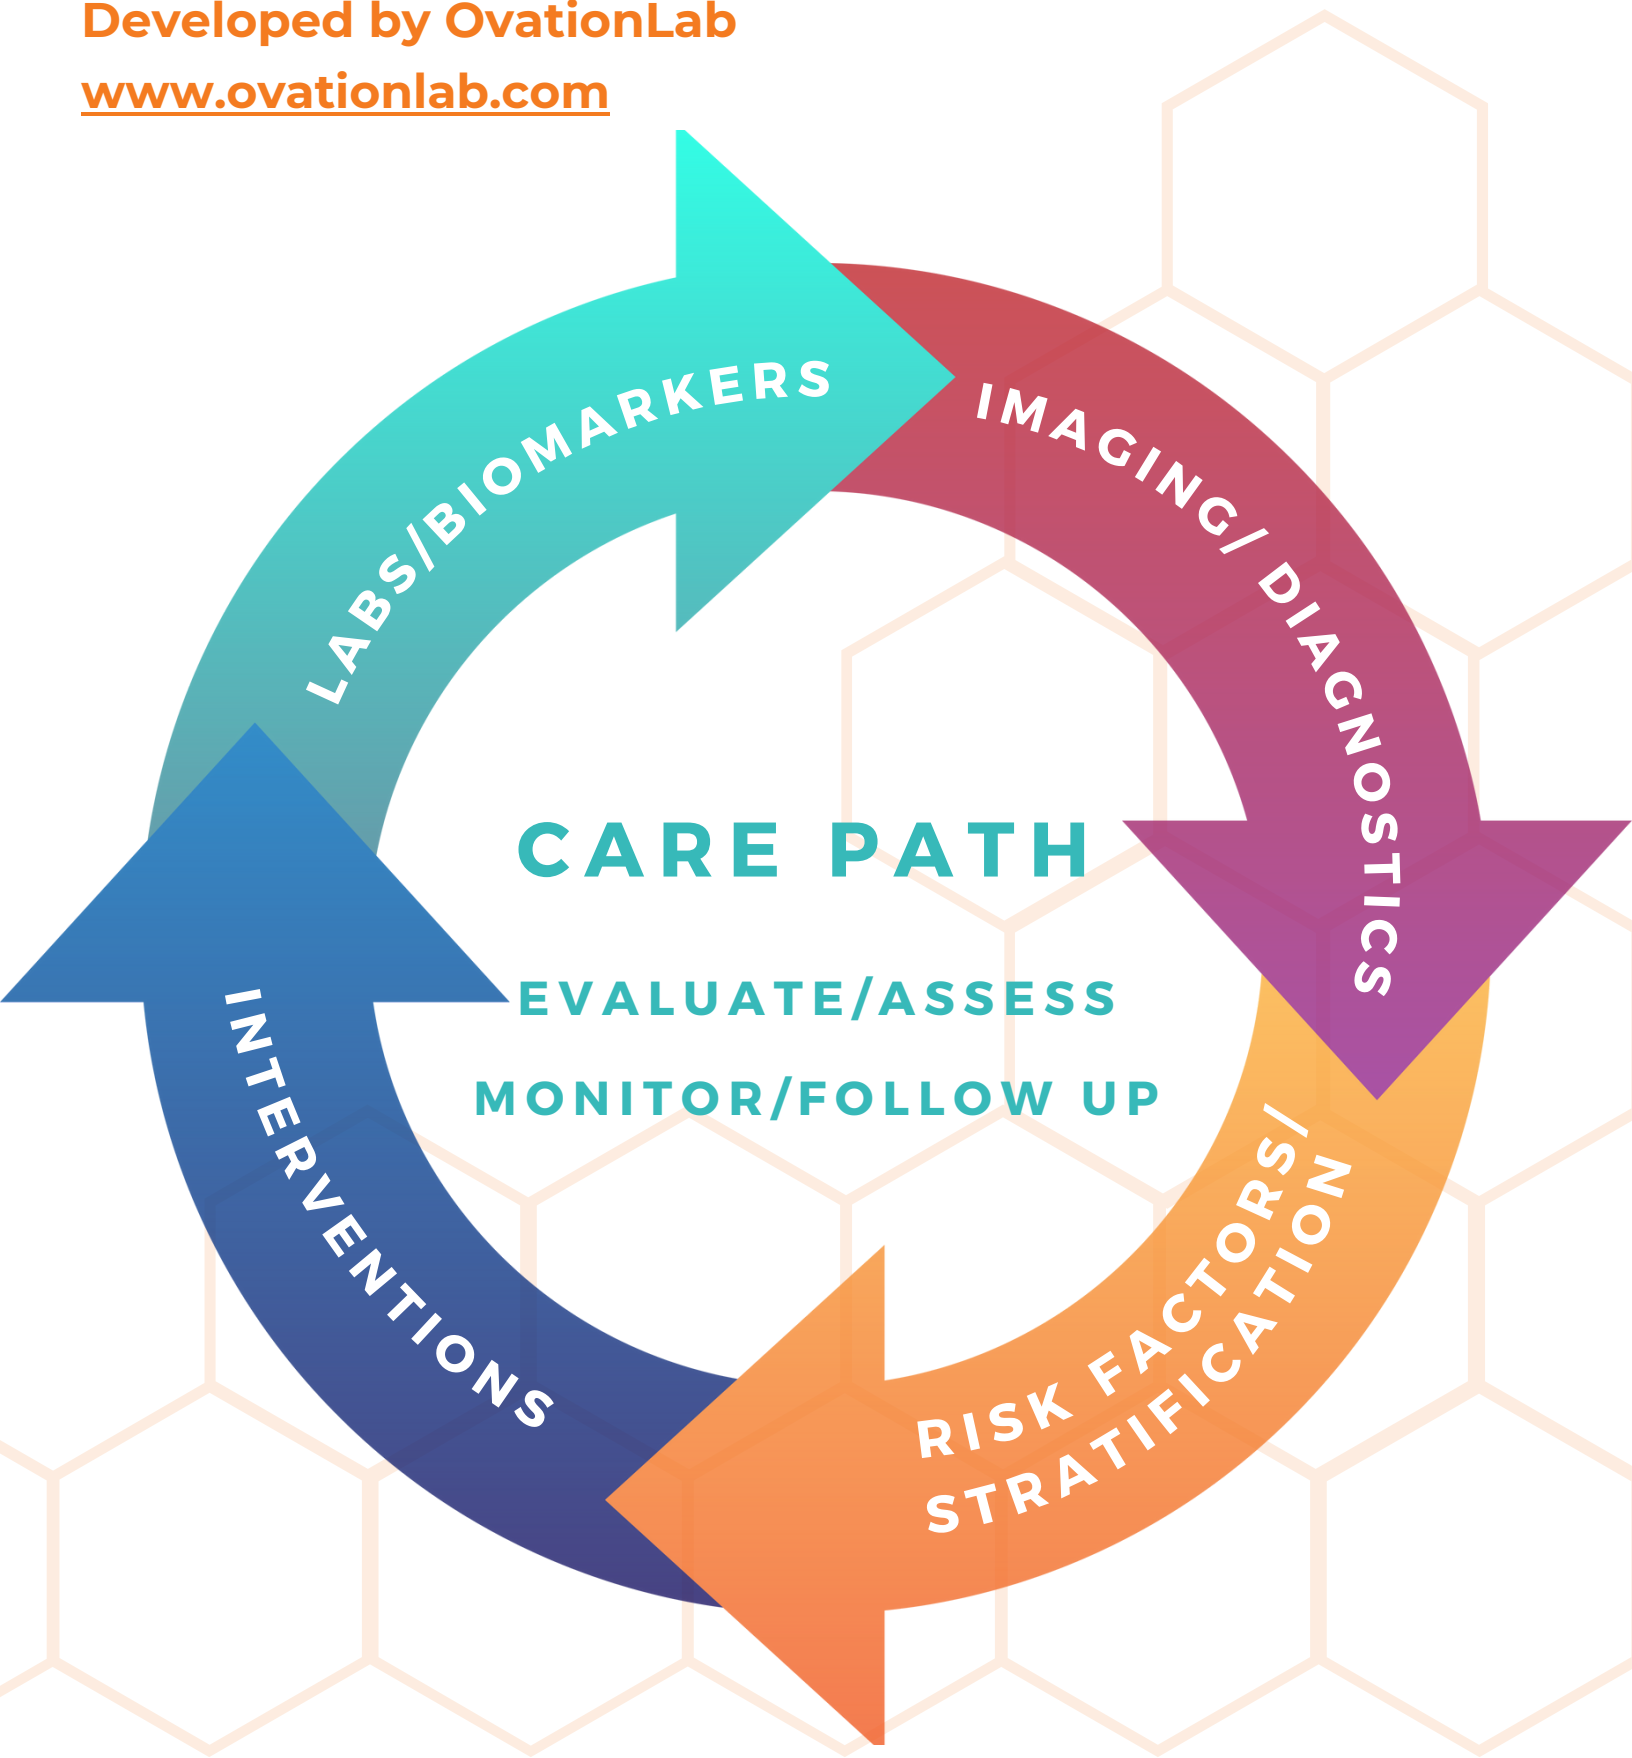 Developed by OvationLab
www.ovationlab.com
LABS/BIOMARKERS
IMAGING/ DIAGNOSTICS
CARE PATH
EVALUATE/ASSESS
MONITOR/FOLLOW UP
RISK FACTORS/
STRATIFICATION
INTERVENTIONS